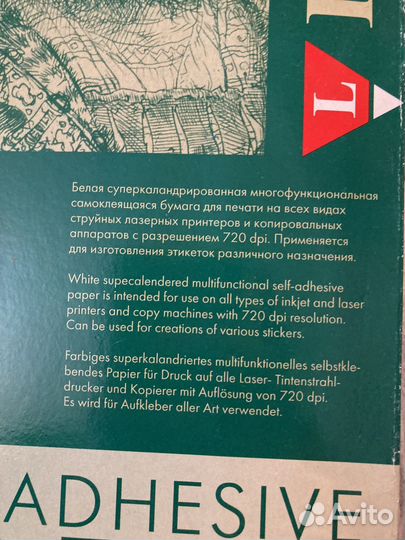 L
Белая суперкаландрированная многофункциональная
самоклеящаяся бумага для печати на всех видах
струйных лазерных принтеров и копировальных
аппаратов с разрешением 720 dpi. Применяется
для изготовления этикеток различного назначения.
White supecalendered multifunctional self-adhesive
paper is intended for use on all types of inkjet and laser
printers and copy machines with 720 dpi resolution.
Can be used for creations of various stickers.
Farbiges superkalandriertes multifunktionelles selbstkle-
bendes Papier für Druck auf alle Laser- Tintenstrahl-
drucker und Kopierer mit Auflösung von 720 dpi.
Es wird für Aufkleber aller Art verwendet.
ADHESIVE
Avito